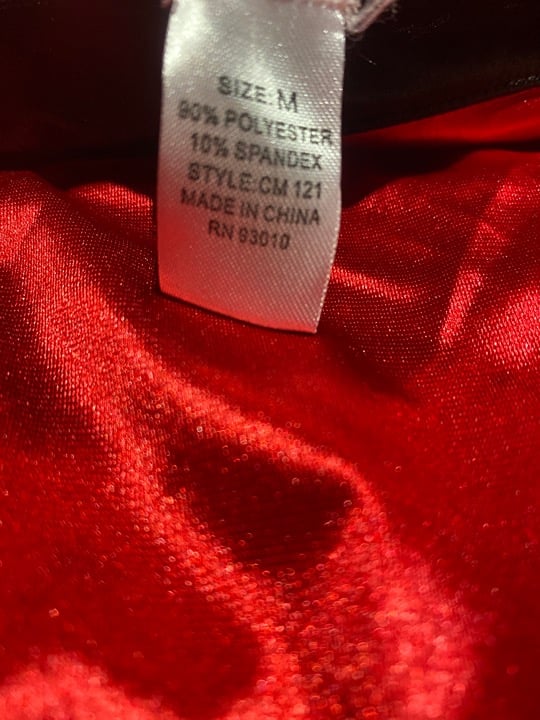 SIZE: M
90% POLYESTER
10% SPANDEX
STYLE:CM 121
MADE IN CHINA
RN 93010